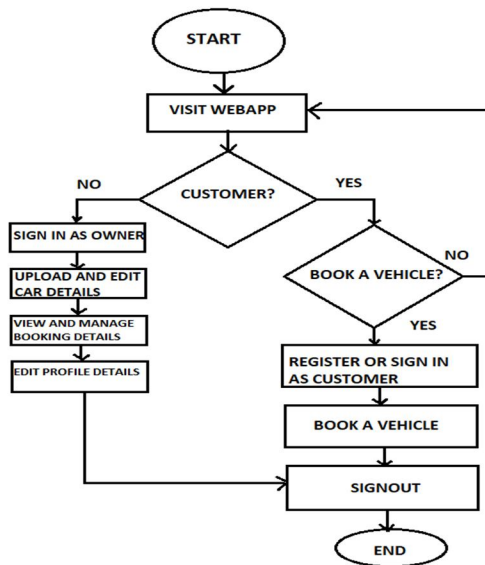 START
VISIT WEBAPP
CUSTOMER?
NO
YES
SIGN IN AS OWNER
UPLOAD AND EDIT
CAR DETAILS
VIEW AND MANAGE
BOOKING DETAILS
EDIT PROFILE DETAILS
BOOK A VEHICLE?
NO
YES
REGISTER OR SIGN IN
AS CUSTOMER
BOOK A VEHICLE
SIGNOUT
END